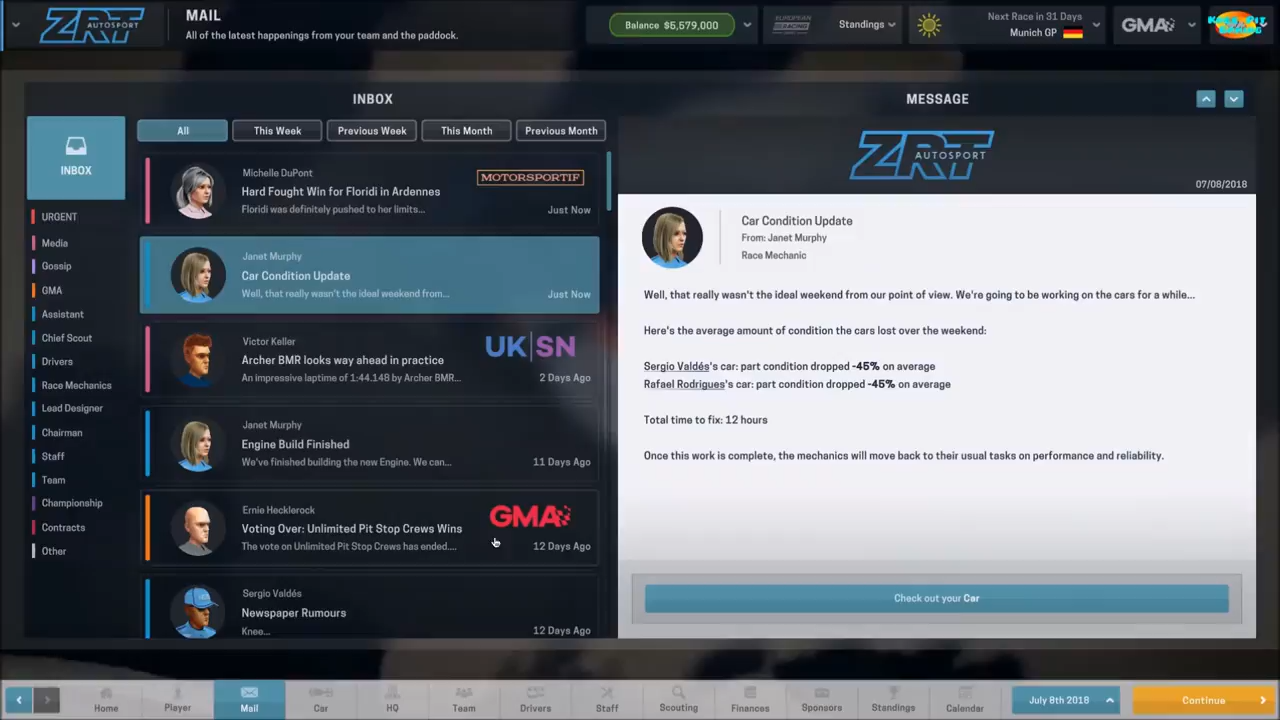 ZRT
AUTOSPORT
MAIL
All of the latest happenings from your team and the paddock.
Balance $5,579,000
Standings
Next Race in 31 Days
Munich GP
GMA
INBOX
MESSAGE
INBOX
URGENT
Media
Gossip
GMA
Assistant
Chief Scout
Drivers
Race Mechanics
Lead Designer
Chairman
Staff
Team
Championship
Contracts
Other
All
This Week
Previous Week
This Month
Previous Month
Michelle DuPont
Hard Fought Win for Floridi in Ardennes
Floridi was definitely pushed to her limits...
MOTORSPORTIF
Just Now
Janet Murphy
Car Condition Update
Well, that really wasn't the ideal weekend from...
Just Now
Victor Keller
Archer BMR looks way ahead in practice
An impressive laptime of 1:44.148 by Archer BMR...
UK|SN
2 Days Ago
Janet Murphy
Engine Build Finished
We've finished building the new Engine. We can...
11 Days Ago
Ernie Hecklerock
Voting Over: Unlimited Pit Stop Crews Wins
The vote on Unlimited Pit Stop Crews has ended....
GMA
12 Days Ago
Sergio Valdés
Newspaper Rumours
Knee...
12 Days Ago
ZRT
AUTOSPORT
07/08/2018
Car Condition Update
From: Janet Murphy
Race Mechanic
Well, that really wasn't the ideal weekend from our point of view. We're going to be working on the cars for a while...
Here's the average amount of condition the cars lost over the weekend:
Sergio Valdés's car: part condition dropped -45% on average
Rafael Rodrigues's car: part condition dropped -45% on average
Total time to fix: 12 hours
Once this work is complete, the mechanics will move back to their usual tasks on performance and reliability.
Check out your Car
Home
Player
Mail
Car
HQ
Team
Drivers
Staff
Scouting
Finances
Sponsors
Standings
Calendar
July 8th 2018
Continue